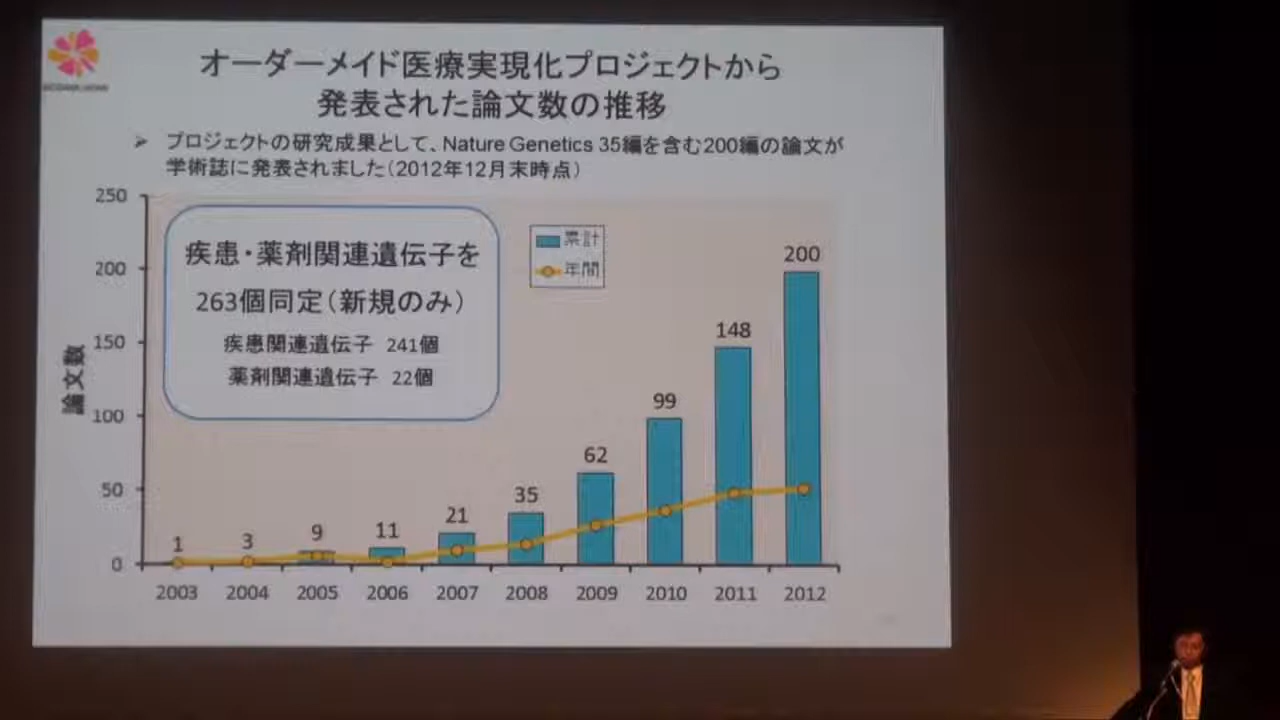 オーダーメイド医療実現化プロジェクトから
発表された論文数の推移
➢ プロジェクトの研究成果として、Nature Genetics 35編を含む200編の論文が
学術誌に発表されました(2012年12月末時点)
250
200
150
100
50
0
論文数
疾患・薬剤関連遺伝子を
263個同定(新規のみ)
疾患関連遺伝子 241個
薬剤関連遺伝子 22個
累計
年間
1 3 9 11 21 35 62 99 148 200
2003 2004 2005 2006 2007 2008 2009 2010 2011 2012